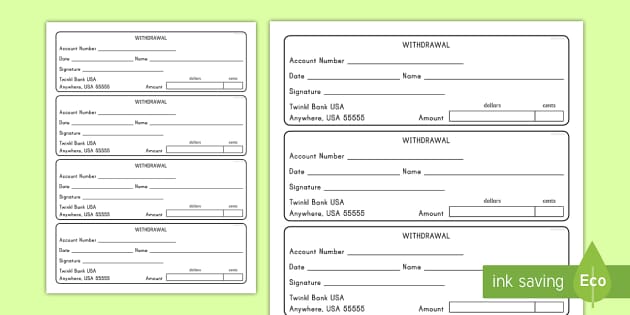 WITHDRAWAL
Account Number
Date Name
Signature
dollars cents
Twinkl Bank USA
Anywhere, USA 55555 Amount
WITHDRAWAL
Account Number
Date Name
Signature
dollars cents
Twinkl Bank USA
Anywhere, USA 55555 Amount
WITHDRAWAL
Account Number
Date Name
Signature
dollars cents
Twinkl Bank USA
Anywhere, USA 55555 Amount
WITHDRAWAL
Account Number
Date Name
Signature
dollars cents
Twinkl Bank USA
Anywhere, USA 55555 Amount
WITHDRAWAL
Account Number
Date Name
Signature
dollars cents
Twinkl Bank USA
Anywhere, USA 55555 Amount
WITHDRAWAL
Account Number
Date Name
Signature
dollars cents
Twinkl Bank USA
Anywhere, USA 55555 Amount
WITHDRAWAL
Account Number
Date Name
Signature
dollars cents
Twinkl Bank USA
Anywhere, USA 55555 Amount
ink saving Eco